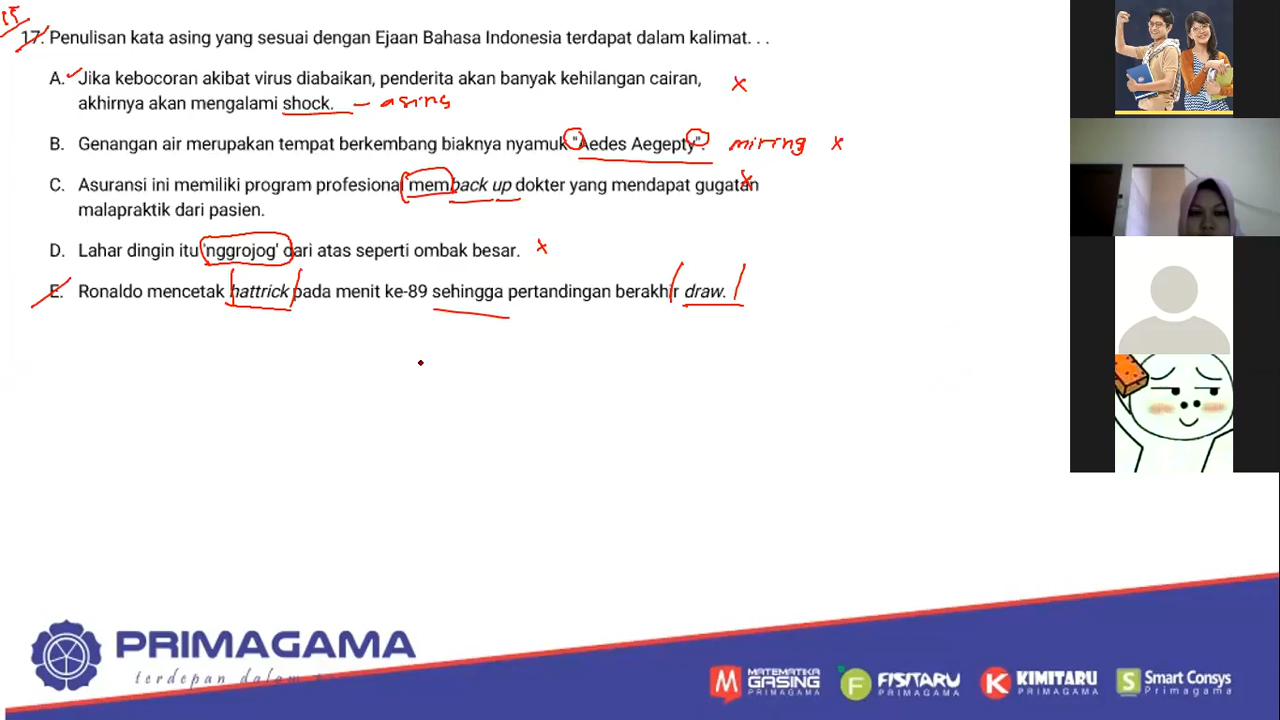 15
17. Penulisan kata asing yang sesuai dengan Ejaan Bahasa Indonesia terdapat dalam kalimat. . .
A. Jika kebocoran akibat virus diabaikan, penderita akan banyak kehilangan cairan, x
akhirnya akan mengalami shock. – asing
B. Genangan air merupakan tempat berkembang biaknya nyamuk "Aedes Aegepty". miring x
C. Asuransi ini memiliki program profesional memback up dokter yang mendapat gugatan x
malapraktik dari pasien.
D. Lahar dingin itu 'nggrojog' dari atas seperti ombak besar. x
E. Ronaldo mencetak hattrick pada menit ke-89 sehingga pertandingan berakhir draw.
PRIMAGAMA
terdepan dalam
MATEMATIKA
GASING
PRIMAGAMA
FISITARU
PRIMAGAMA
KIMITARU
PRIMAGAMA
Smart Consys
Primagama